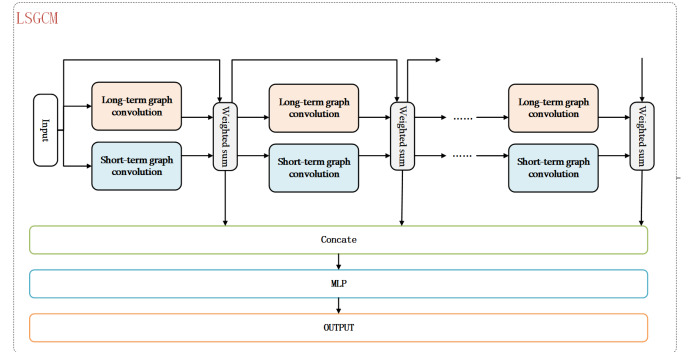 LSGCM
Input
Long-term graph
convolution
Short-term graph
convolution
Weighted sum
Long-term graph
convolution
Short-term graph
convolution
Weighted sum
......
......
Long-term graph
convolution
Short-term graph
convolution
Weighted sum
Concate
MLP
OUTPUT